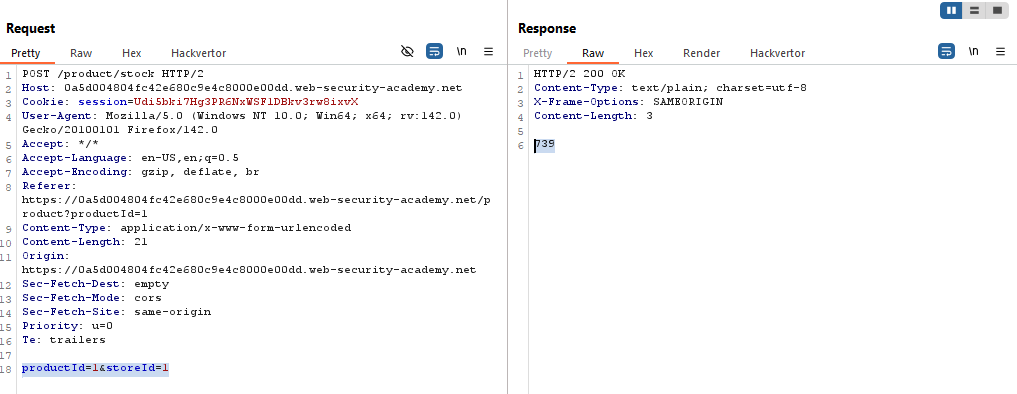 Request
Pretty Raw Hex Hackvertor \n
1 POST /product/stock HTTP/2
2 Host: 0a5d004804fc42e680c9e4c8000e00dd.web-security-academy.net
3 Cookie: session=Udi5bki7Hg3PR6NxWSFlDBkv3rw8ixvX
4 User-Agent: Mozilla/5.0 (Windows NT 10.0; Win64; x64; rv:142.0)
Gecko/20100101 Firefox/142.0
5 Accept: */*
6 Accept-Language: en-US,en;q=0.5
7 Accept-Encoding: gzip, deflate, br
8 Referer:
https://0a5d004804fc42e680c9e4c8000e00dd.web-security-academy.net/p
roduct?productId=1
9 Content-Type: application/x-www-form-urlencoded
10 Content-Length: 21
11 Origin:
https://0a5d004804fc42e680c9e4c8000e00dd.web-security-academy.net
12 Sec-Fetch-Dest: empty
13 Sec-Fetch-Mode: cors
14 Sec-Fetch-Site: same-origin
15 Priority: u=0
16 Te: trailers
17
18 productId=1&storeId=1
Response
Pretty Raw Hex Render Hackvertor \n
1 HTTP/2 200 OK
2 Content-Type: text/plain; charset=utf-8
3 X-Frame-Options: SAMEORIGIN
4 Content-Length: 3
5
6 739